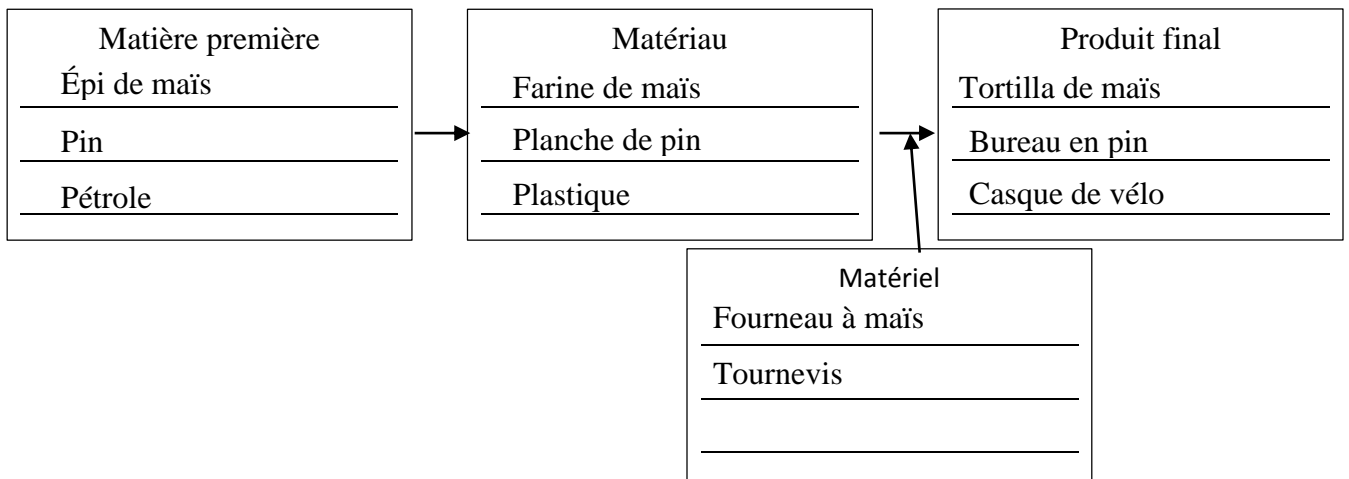 Matière première
Épi de maïs
Pin
Pétrole
Matériau
Farine de maïs
Planche de pin
Plastique
Produit final
Tortilla de maïs
Bureau en pin
Casque de vélo
Matériel
Fourneau à maïs
Tournevis